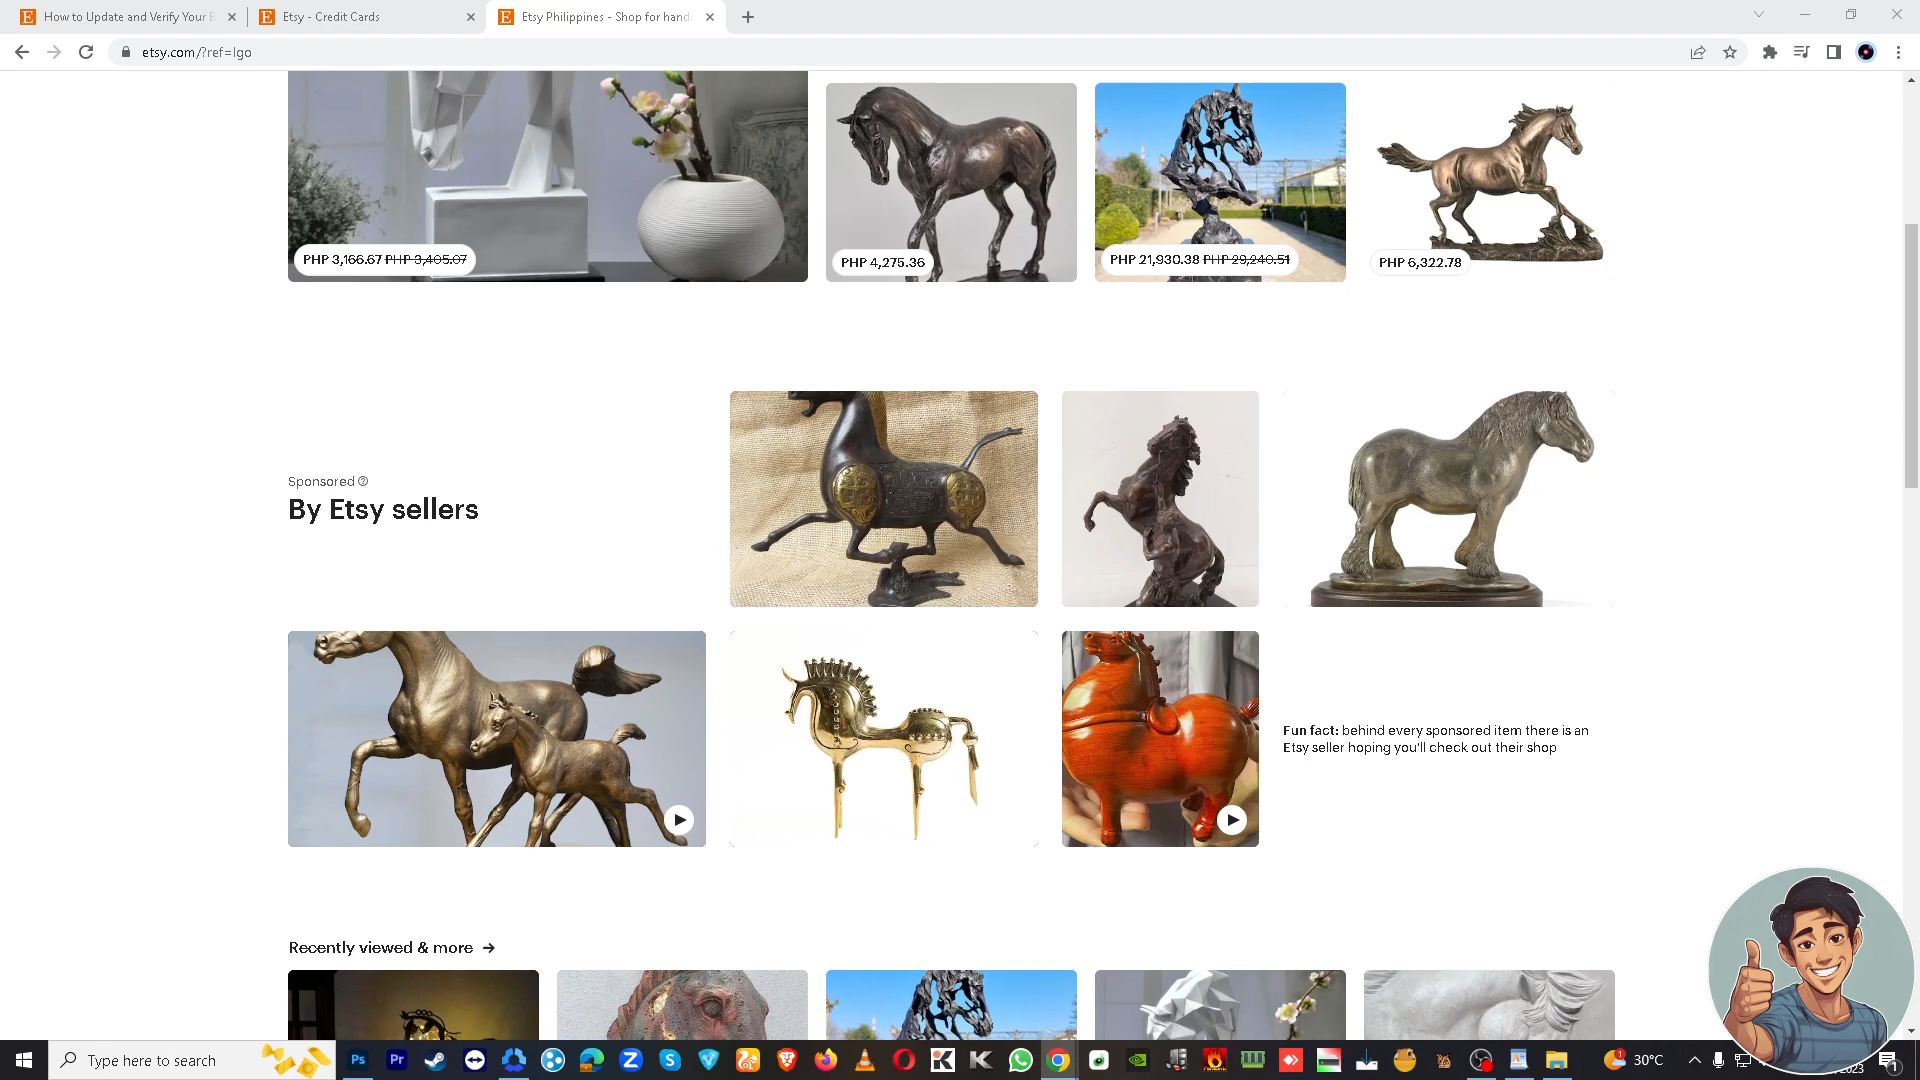 How to Update and Verify Your E
Etsy - Credit Cards
Etsy Philippines - Shop for hand
etsy.com/?ref=lgo
PHP 3,166.67 PHP 3,405.07
PHP 4,275.36
PHP 21,930.38 PHP 29,240.51
PHP 6,322.78
Sponsored
By Etsy sellers
Fun fact: behind every sponsored item there is an
Etsy seller hoping you'll check out their shop
Recently viewed & more →
Type here to search
30°C
2023